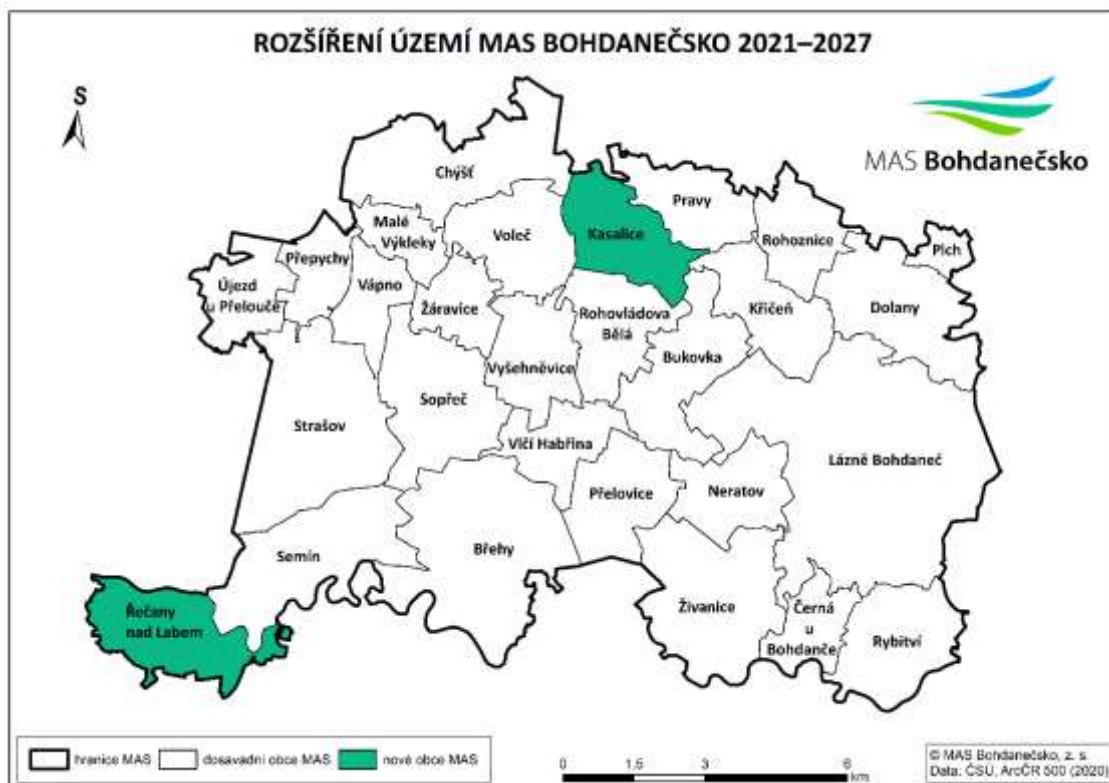 ROZŠÍŘENÍ ÚZEMÍ MAS BOHDANEČSKO 2021–2027
S
MAS Bohdanečsko
Chýšť
Pravy
Kasalice
Malé
Výkleky
Voleč
Rohoznice
Plch
Přepychy
Újezd
u Přelouče
Vápno
Žáravice
Rohovládova
Bělá
Křičeň
Dolany
Vyšehněvice
Bukovka
Sopřeč
Strašov
Vlčí Habřina
Lázně Bohdaneč
Přelovice
Neratov
Břehy
Semín
Řečany
nad Labem
Živanice
Černá
u
Bohdanče
Rybitví
hranice MAS
dosavadní obce MAS
nové obce MAS
0 1,5 3 6
km
© MAS Bohdanečsko, z. s.
Data: ČSÚ, ArcČR 500 (2020)